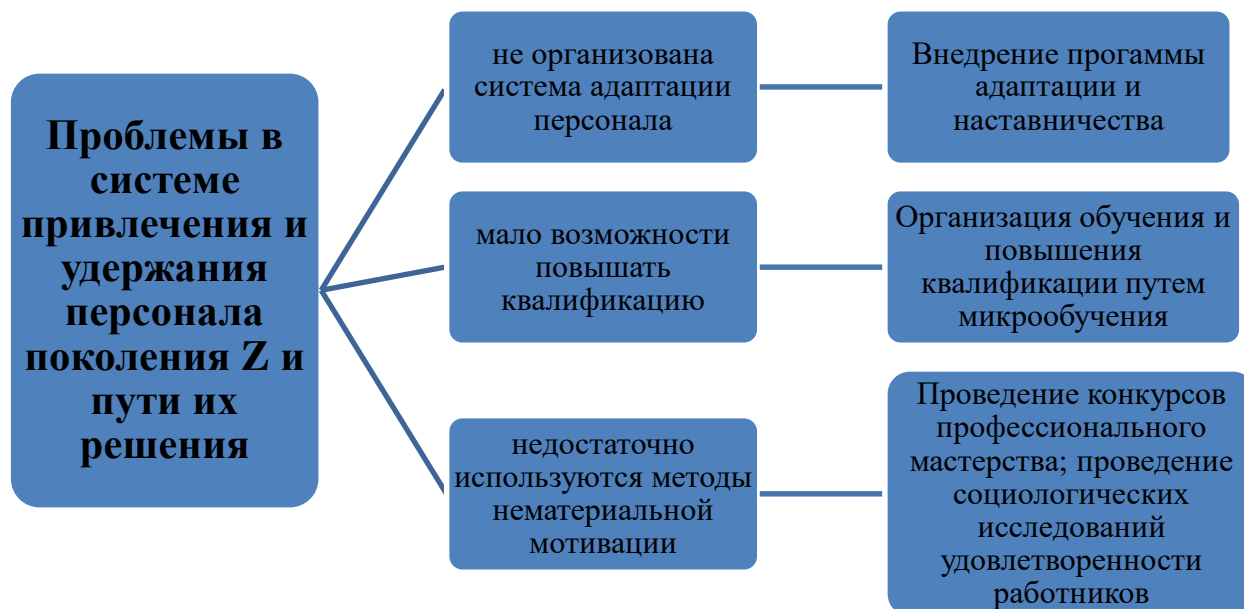 Проблемы в
системе
привлечения и
удержания
персонала
поколения Z и
пути их
решения
не организована
система адаптации
персонала
Внедрение прогаммы
адаптации и
наставничества
мало возможности
повышать
квалификацию
Организация обучения и
повышения
квалификации путем
микрообучения
недостаточно
используются методы
нематериальной
мотивации
Проведение конкурсов
профессионального
мастерства; проведение
социологических
исследований
удовлетворенности
работников